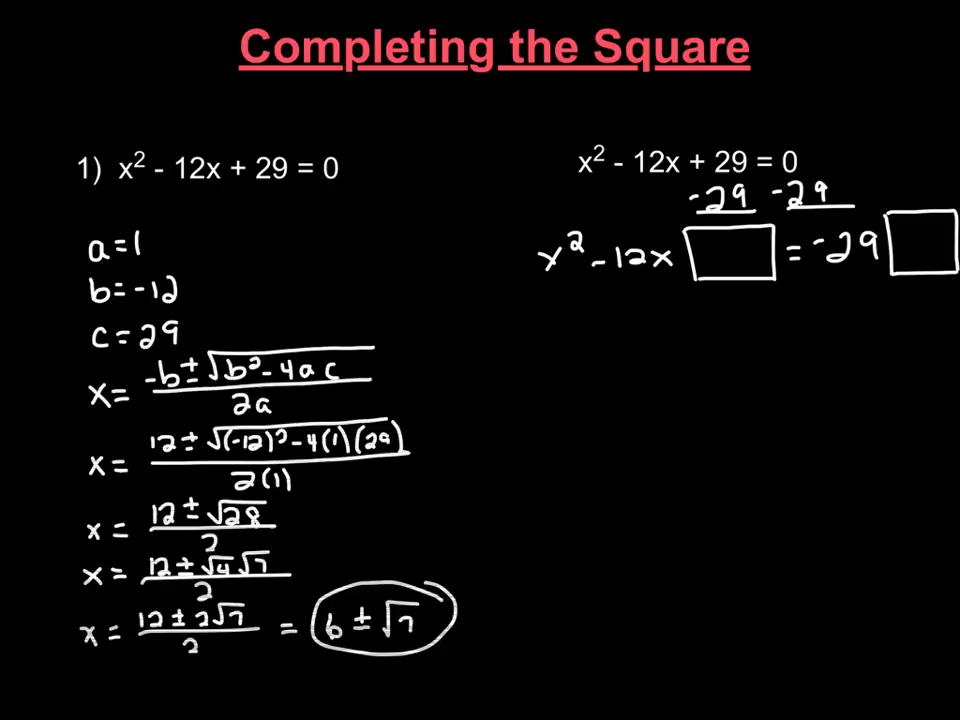 Completing the Square
1) x² - 12x + 29 = 0
a = 1
b = -12
c = 29
x = -b ± √b² - 4ac / 2a
x = 12 ± √(-12)² - 4(1)(29) / 2(1)
x = 12 ± √28 / 2
x = 12 ± √4 √7 / 2
x = 12 ± 2√7 / 2 = 6 ± √7
x² - 12x + 29 = 0
-29 -29
x² - 12x □ = -29 □